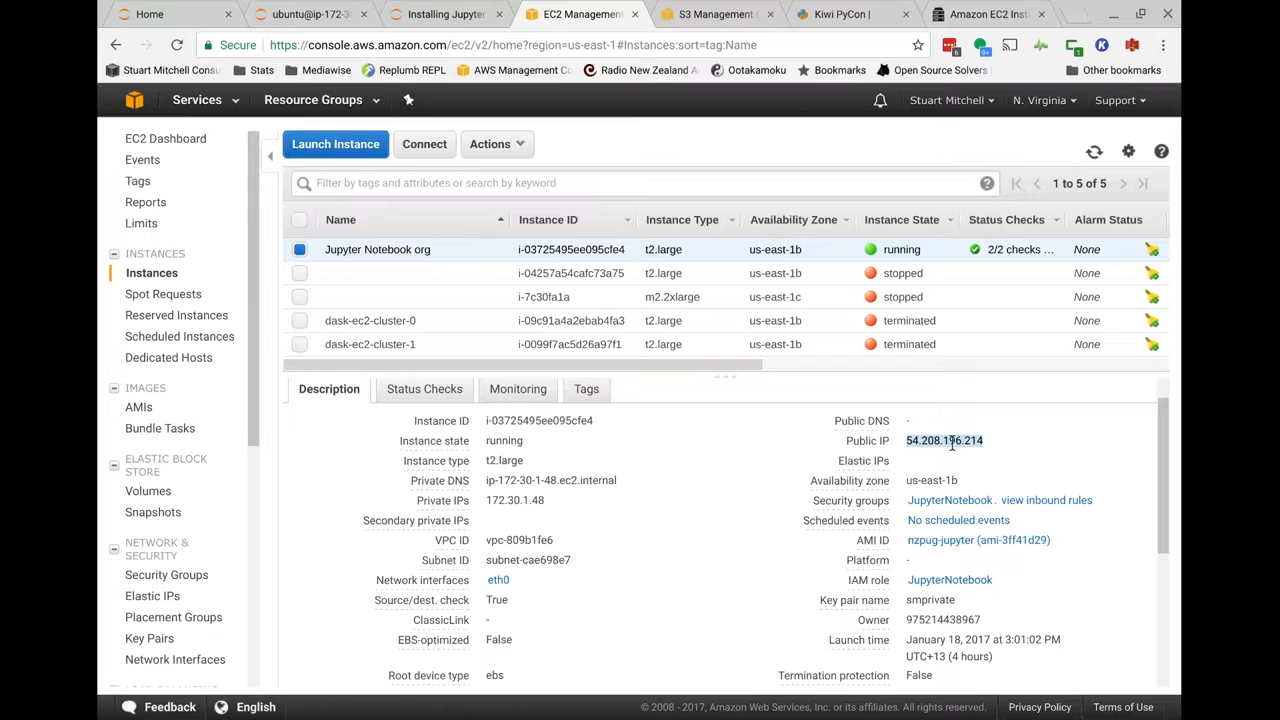 Home
ubuntu@ip-172-3
Installing Jupyter
EC2 Management
S3 Management
Kiwi PyCon |
Amazon EC2 Inst
Secure https://console.aws.amazon.com/ec2/v2/home?region=us-east-1#Instances:sort=tag:Name
6 9+ 1
Stuart Mitchell Consu Stats Mediawise Replumb REPL AWS Management Co Radio New Zealand Ootakamoku Bookmarks Open Source Solvers Other bookmarks
Services Resource Groups Stuart Mitchell N. Virginia Support
EC2 Dashboard
Events
Tags
Reports
Limits
INSTANCES
Instances
Spot Requests
Reserved Instances
Scheduled Instances
Dedicated Hosts
IMAGES
AMIs
Bundle Tasks
ELASTIC BLOCK
STORE
Volumes
Snapshots
NETWORK &
SECURITY
Security Groups
Elastic IPs
Placement Groups
Key Pairs
Network Interfaces
Launch Instance Connect Actions
Filter by tags and attributes or search by keyword
1 to 5 of 5
Name Instance ID Instance Type Availability Zone Instance State Status Checks Alarm Status
Jupyter Notebook org i-03725495ee095cfe4 t2.large us-east-1b running 2/2 checks ... None
i-04257a54cafc73a75 t2.large us-east-1b stopped None
i-7c30fa1a m2.2xlarge us-east-1c stopped None
dask-ec2-cluster-0 i-09c91a4a2ebab4fa3 t2.large us-east-1b terminated None
dask-ec2-cluster-1 i-0099f7ac5d26a97f1 t2.large us-east-1b terminated None
Description Status Checks Monitoring Tags
Instance ID i-03725495ee095cfe4 Public DNS -
Instance state running Public IP 54.208.196.214
Instance type t2.large Elastic IPs
Private DNS ip-172-30-1-48.ec2.internal Availability zone us-east-1b
Private IPs 172.30.1.48 Security groups JupyterNotebook . view inbound rules
Secondary private IPs Scheduled events No scheduled events
VPC ID vpc-809b1fe6 AMI ID nzpug-jupyter (ami-3ff41d29)
Subnet ID subnet-cae698e7 Platform -
Network interfaces eth0 IAM role JupyterNotebook
Source/dest. check True Key pair name smprivate
ClassicLink - Owner 975214438967
EBS-optimized False Launch time January 18, 2017 at 3:01:02 PM
UTC+13 (4 hours)
Root device type ebs Termination protection False
Feedback English © 2008 - 2017, Amazon Web Services, Inc. or its affiliates. All rights reserved. Privacy Policy Terms of Use